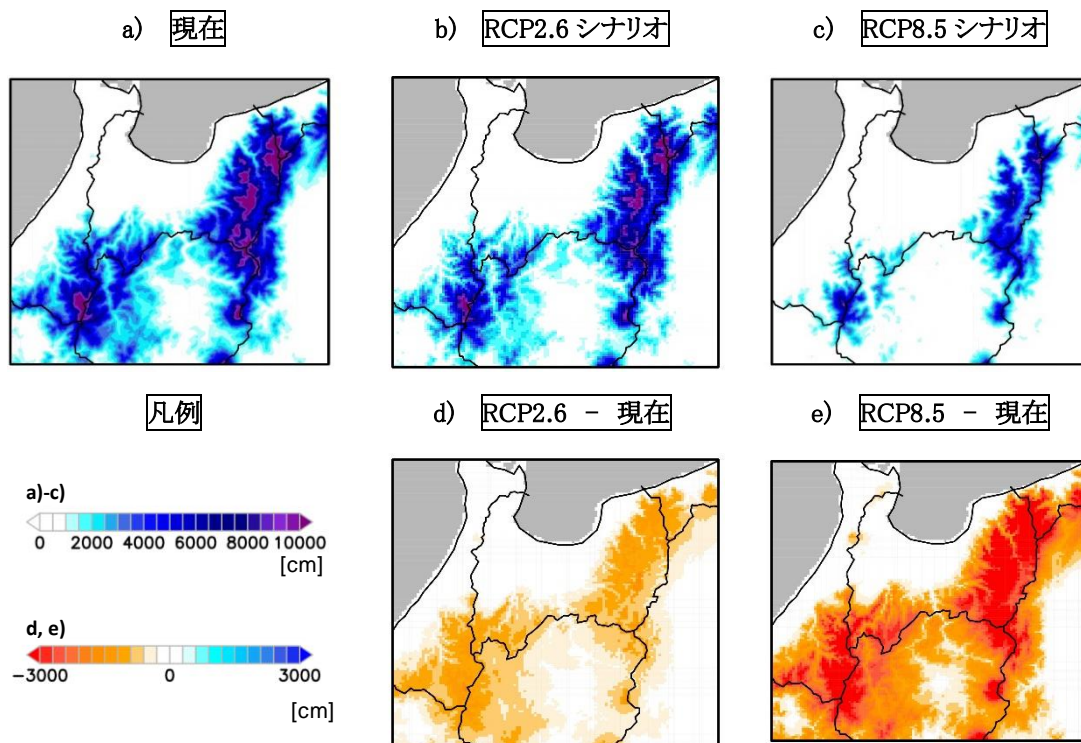 a) 現在
b) RCP2.6 シナリオ
c) RCP8.5 シナリオ
凡例
d) RCP2.6 － 現在
e) RCP8.5 － 現在
a)-c)
0 2000 4000 6000 8000 10000
[cm]
d, e)
−3000 0 3000
[cm]